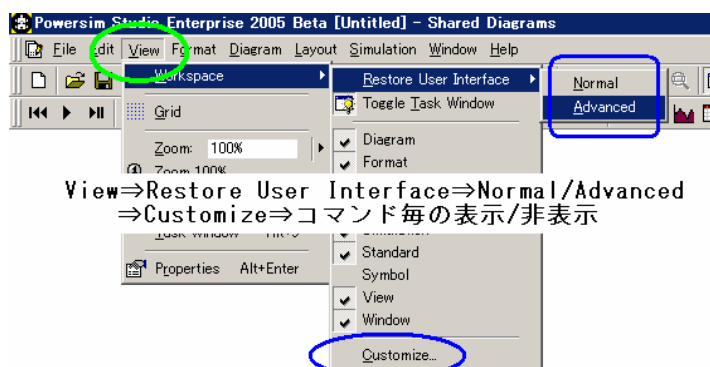 Powersim Studio Enterprise 2005 Beta [Untitled] - Shared Diagrams
File Edit View Format Diagram Layout Simulation Window Help
Workspace
Restore User Interface
Normal
Toggle Task Window
Advanced
Grid
Diagram
Zoom: 100%
Format
Zoom 100%
View⇒Restore User Interface⇒Normal/Advanced
⇒Customize⇒コマンド毎の表示/非表示
Standard
Properties Alt+Enter
Symbol
View
Window
Customize...